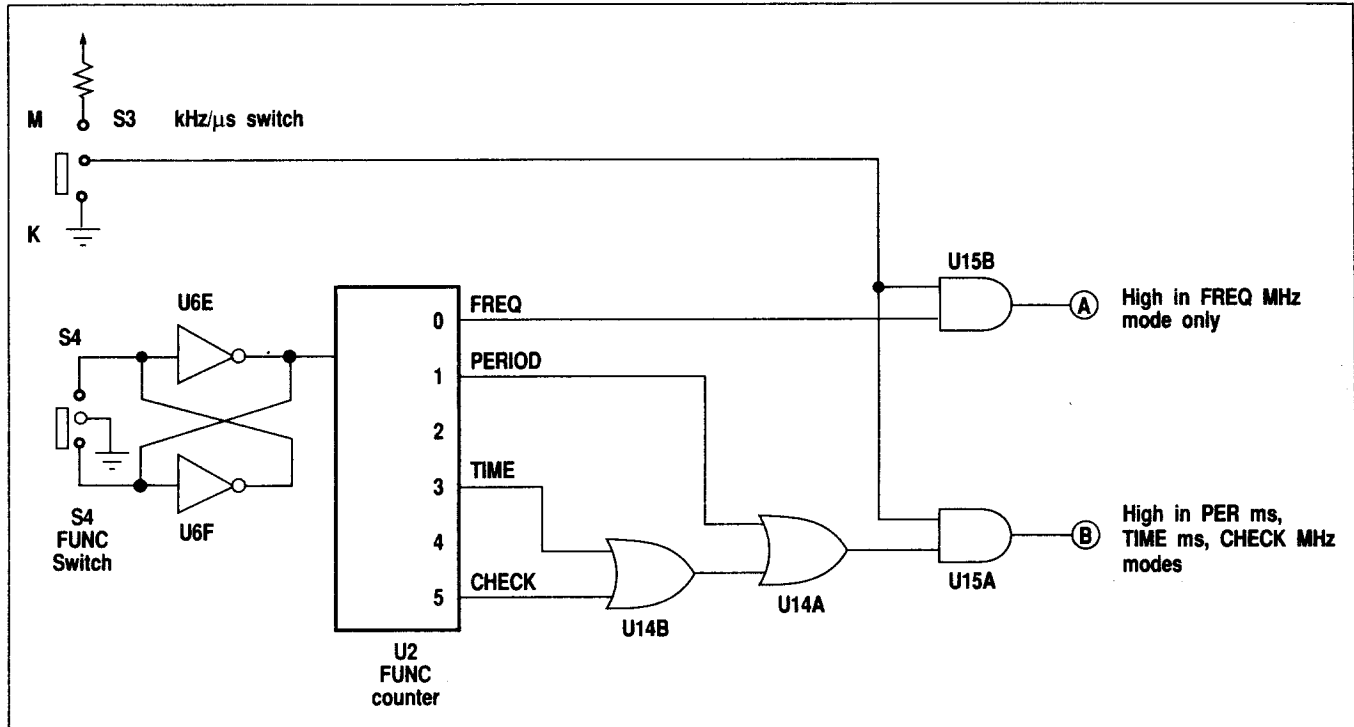 M
S3
kHz/µs switch
K
U15B
A
High in FREQ MHz
mode only
U6E
S4
0
FREQ
1
PERIOD
2
3
TIME
4
5
CHECK
S4
FUNC
Switch
U6F
U14B
U14A
U15A
B
High in PER ms,
TIME ms, CHECK MHz
modes
U2
FUNC
counter